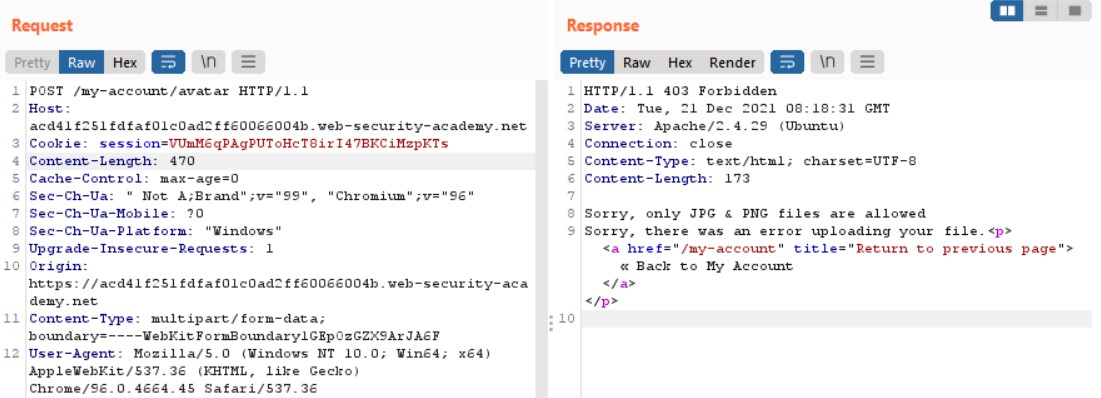 Request
Pretty Raw Hex \n
1 POST /my-account/avatar HTTP/1.1
2 Host:
acd41f251fdfaf01c0ad2ff60066004b.web-security-academy.net
3 Cookie: session=VUmM6qPAgPUToHcT8irI47BKCiMzpKTs
4 Content-Length: 470
5 Cache-Control: max-age=0
6 Sec-Ch-Ua: " Not A;Brand";v="99", "Chromium";v="96"
7 Sec-Ch-Ua-Mobile: ?0
8 Sec-Ch-Ua-Platform: "Windows"
9 Upgrade-Insecure-Requests: 1
10 Origin:
https://acd41f251fdfaf01c0ad2ff60066004b.web-security-aca
demy.net
11 Content-Type: multipart/form-data;
boundary=----WebKitFormBoundarylGEp0zGZX9ArJA6F
12 User-Agent: Mozilla/5.0 (Windows NT 10.0; Win64; x64)
AppleWebKit/537.36 (KHTML, like Gecko)
Chrome/96.0.4664.45 Safari/537.36
Response
Pretty Raw Hex Render \n
1 HTTP/1.1 403 Forbidden
2 Date: Tue, 21 Dec 2021 08:18:31 GMT
3 Server: Apache/2.4.29 (Ubuntu)
4 Connection: close
5 Content-Type: text/html; charset=UTF-8
6 Content-Length: 173
7
8 Sorry, only JPG & PNG files are allowed
9 Sorry, there was an error uploading your file.<p>
<a href="/my-account" title="Return to previous page">
« Back to My Account
</a>
</p>
10